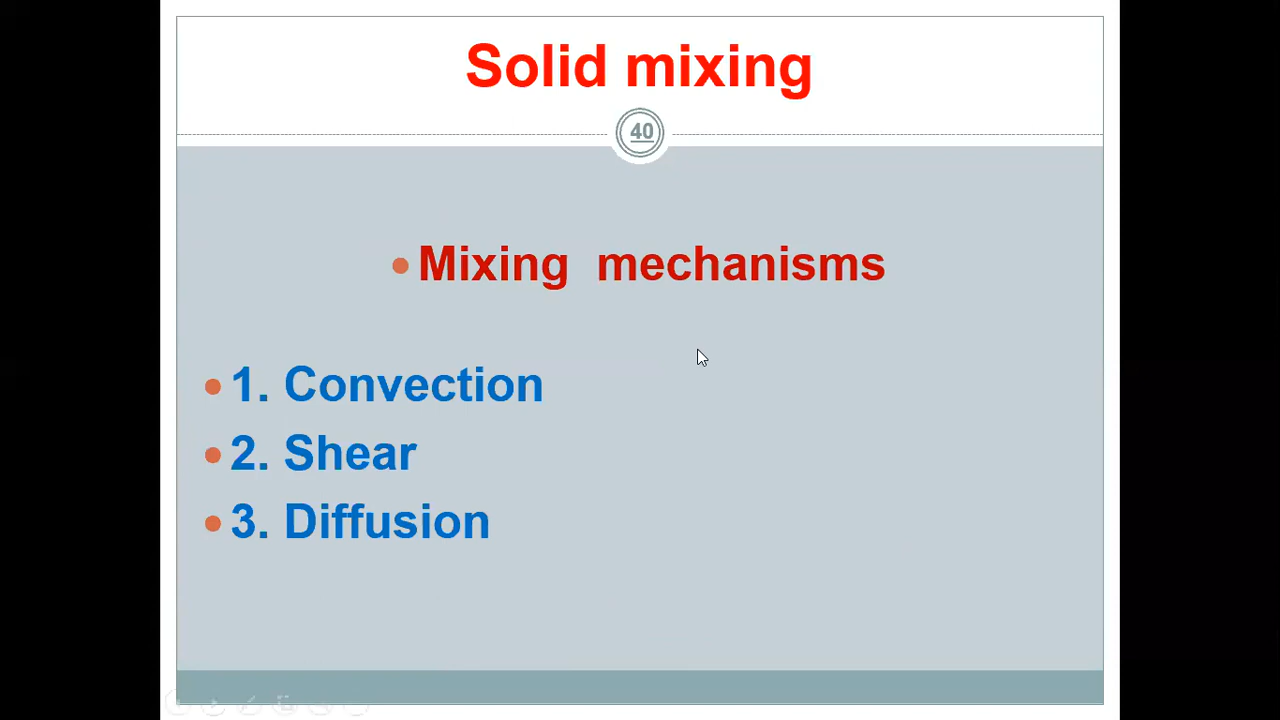 Solid mixing
40
• Mixing mechanisms
• 1. Convection
• 2. Shear
• 3. Diffusion